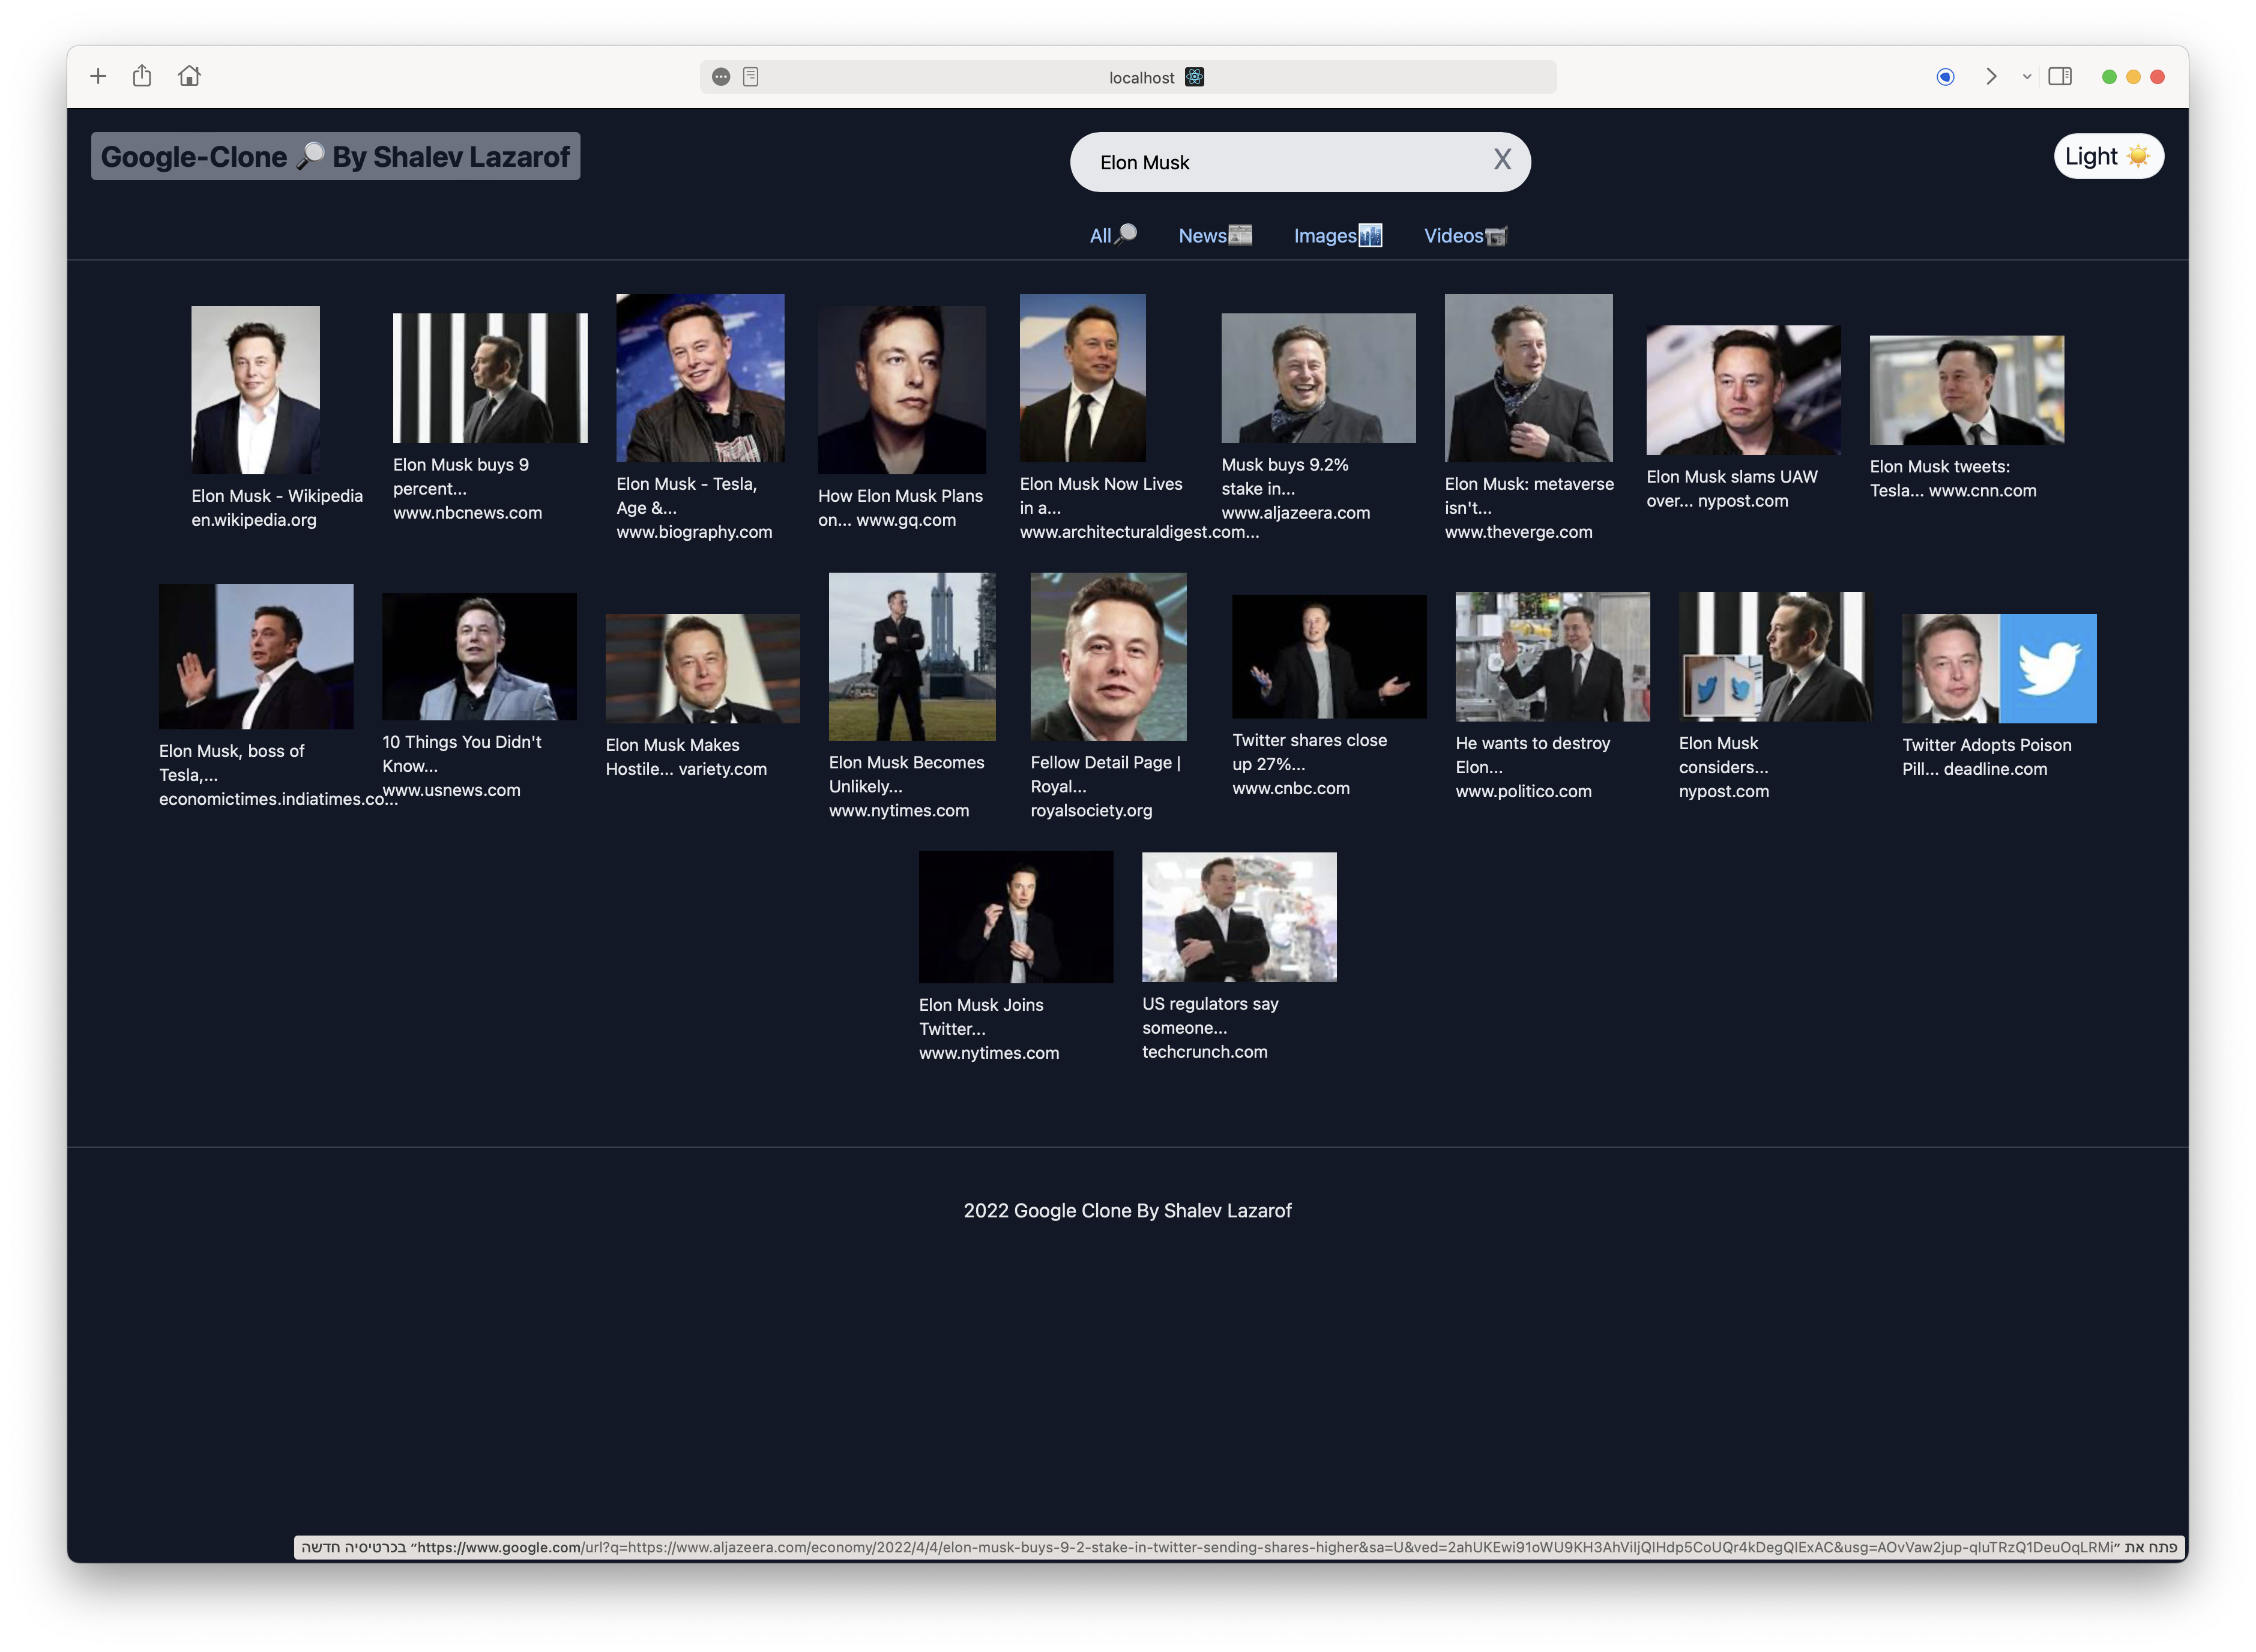 localhost
Google-Clone 🔎 By Shalev Lazarof
Elon Musk
X
Light ☀️
All🔎
News📰
Images
Videos
Elon Musk - Wikipedia
en.wikipedia.org
Elon Musk buys 9
percent...
www.nbcnews.com
Elon Musk - Tesla,
Age &...
www.biography.com
How Elon Musk Plans
on... www.gq.com
Elon Musk Now Lives
in a...
www.architecturaldigest.com...
Musk buys 9.2%
stake in...
www.aljazeera.com
Elon Musk: metaverse
isn't...
www.theverge.com
Elon Musk slams UAW
over... nypost.com
Elon Musk tweets:
Tesla... www.cnn.com
Elon Musk, boss of
Tesla,...
economictimes.indiatimes.co...
10 Things You Didn't
Know...
www.usnews.com
Elon Musk Makes
Hostile... variety.com
Elon Musk Becomes
Unlikely...
www.nytimes.com
Fellow Detail Page |
Royal...
royalsociety.org
Twitter shares close
up 27%...
www.cnbc.com
He wants to destroy
Elon...
www.politico.com
Elon Musk
considers...
nypost.com
Twitter Adopts Poison
Pill... deadline.com
Elon Musk Joins
Twitter...
www.nytimes.com
US regulators say
someone...
techcrunch.com
2022 Google Clone By Shalev Lazarof
פתח את ״https://www.google.com/url?q=https://www.aljazeera.com/economy/2022/4/4/elon-musk-buys-9-2-stake-in-twitter-sending-shares-higher&sa=U&ved=2ahUKEwi91oWU9KH3AhViljQIHdp5CoUQr4kDegQIExAC&usg=AOvVaw2jup-qluTRzQ1DeuOqLRMi״ בכרטיסיה חדשה